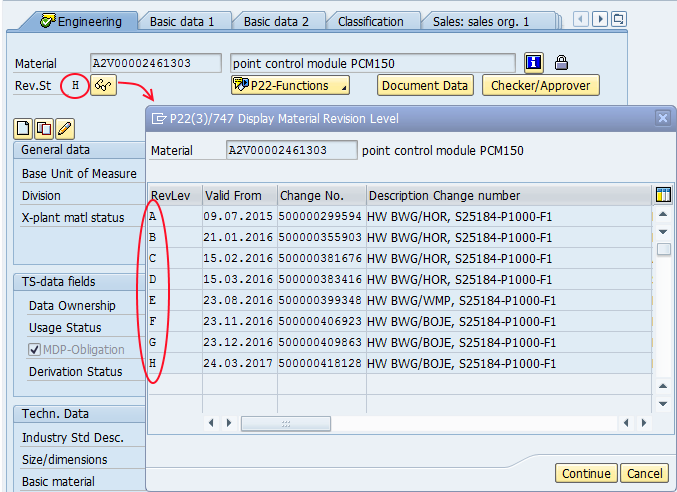 Engineering Basic data 1 Basic data 2 Classification Sales: sales org. 1
Material A2V00002461303 point control module PCM150
Rev.St H P22-Functions Document Data Checker/Approver
General data
Base Unit of Measure
Division
X-plant matl status
TS-data fields
Data Ownership
Usage Status
MDP-Obligation
Derivation Status
Techn. Data
Industry Std Desc.
Size/dimensions
Basic material
P22(3)/747 Display Material Revision Level
Material A2V00002461303 point control module PCM150
RevLev Valid From Change No. Description Change number
A 09.07.2015 500000299594 HW BWG/HOR, S25184-P1000-F1
B 21.01.2016 500000355903 HW BWG/HOR, S25184-P1000-F1
C 15.02.2016 500000381676 HW BWG/HOR, S25184-P1000-F1
D 15.03.2016 500000383416 HW BWG/HOR, S25184-P1000-F1
E 23.08.2016 500000399348 HW BWG/WMP, S25184-P1000-F1
F 23.11.2016 500000406923 HW BWG/BOJE, S25184-P1000-F1
G 23.12.2016 500000409863 HW BWG/BOJE, S25184-P1000-F1
H 24.03.2017 500000418128 HW BWG/BOJE, S25184-P1000-F1
Continue Cancel